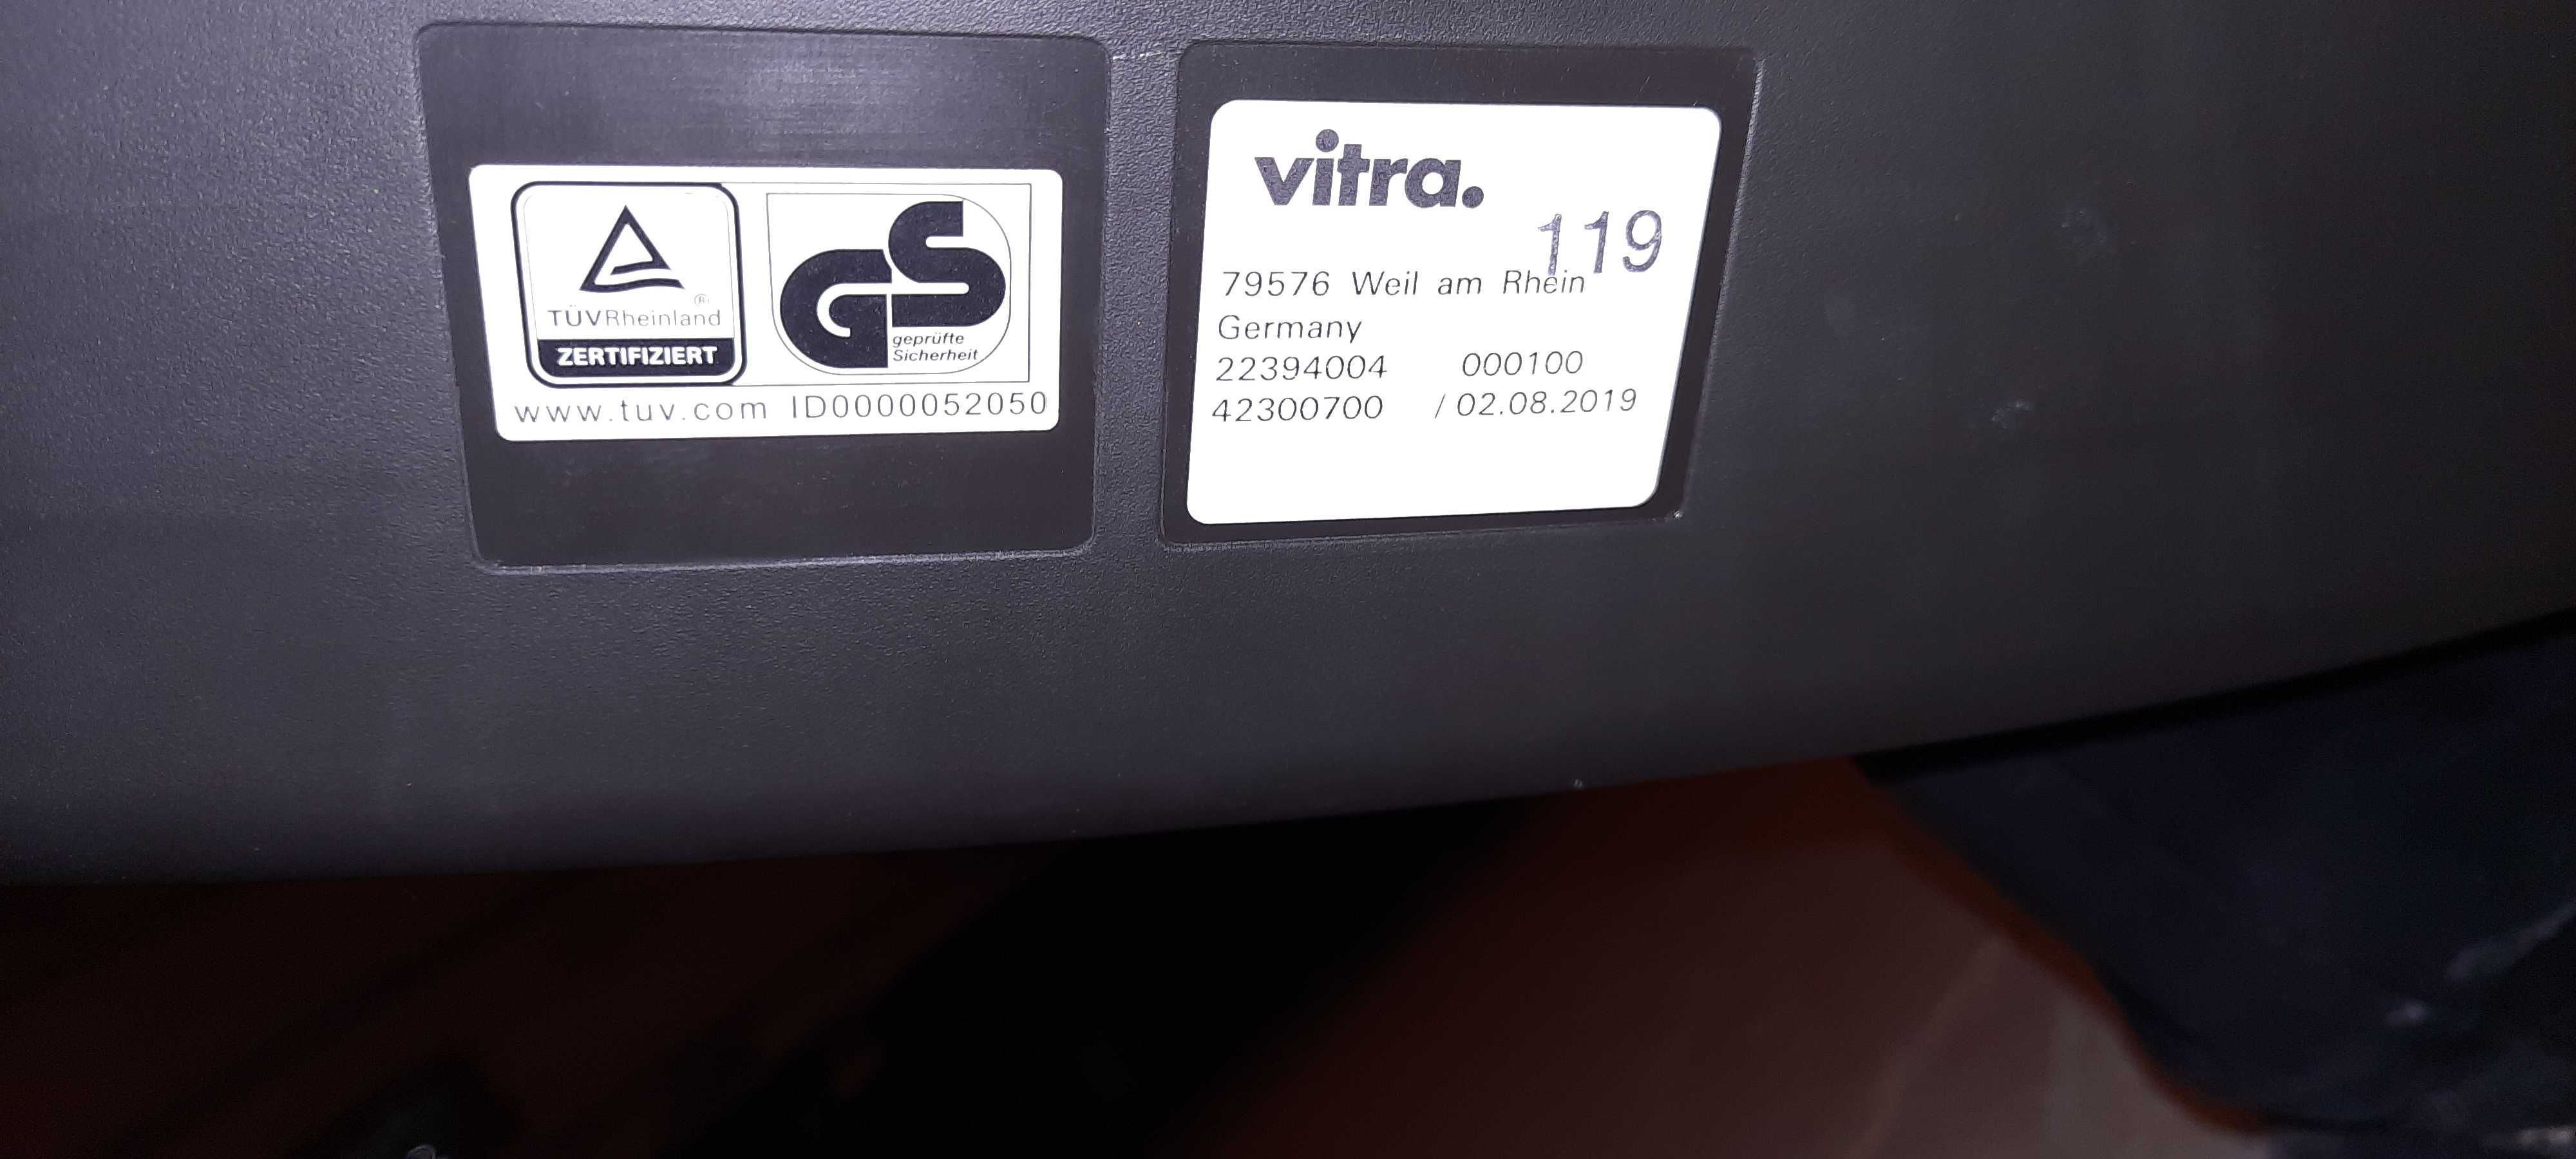 ®
TÜVRheinland
ZERTIFIZIERT
GS
geprüfte
Sicherheit
www.tuv.com ID0000052050
vitra.
119
79576 Weil am Rhein
Germany
22394004 000100
42300700 / 02.08.2019